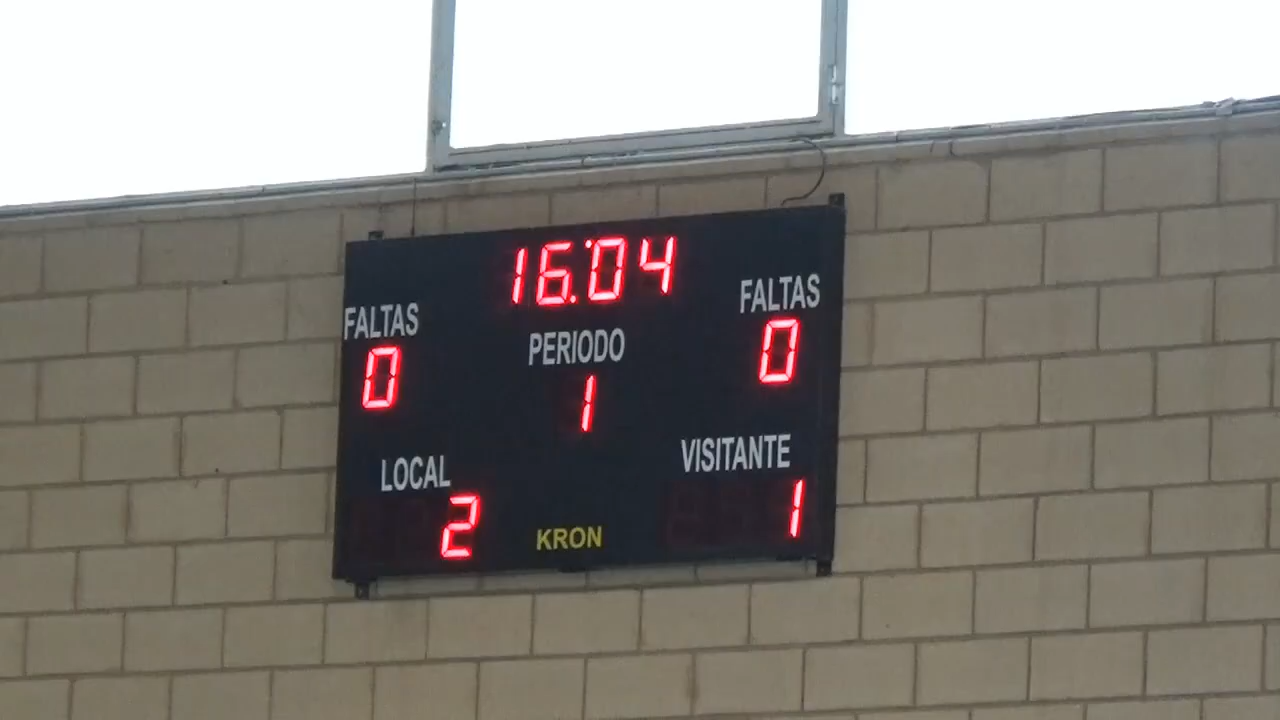 16:04
FALTAS PERIODO FALTAS
0 1 0
LOCAL VISITANTE
2 1
KRON